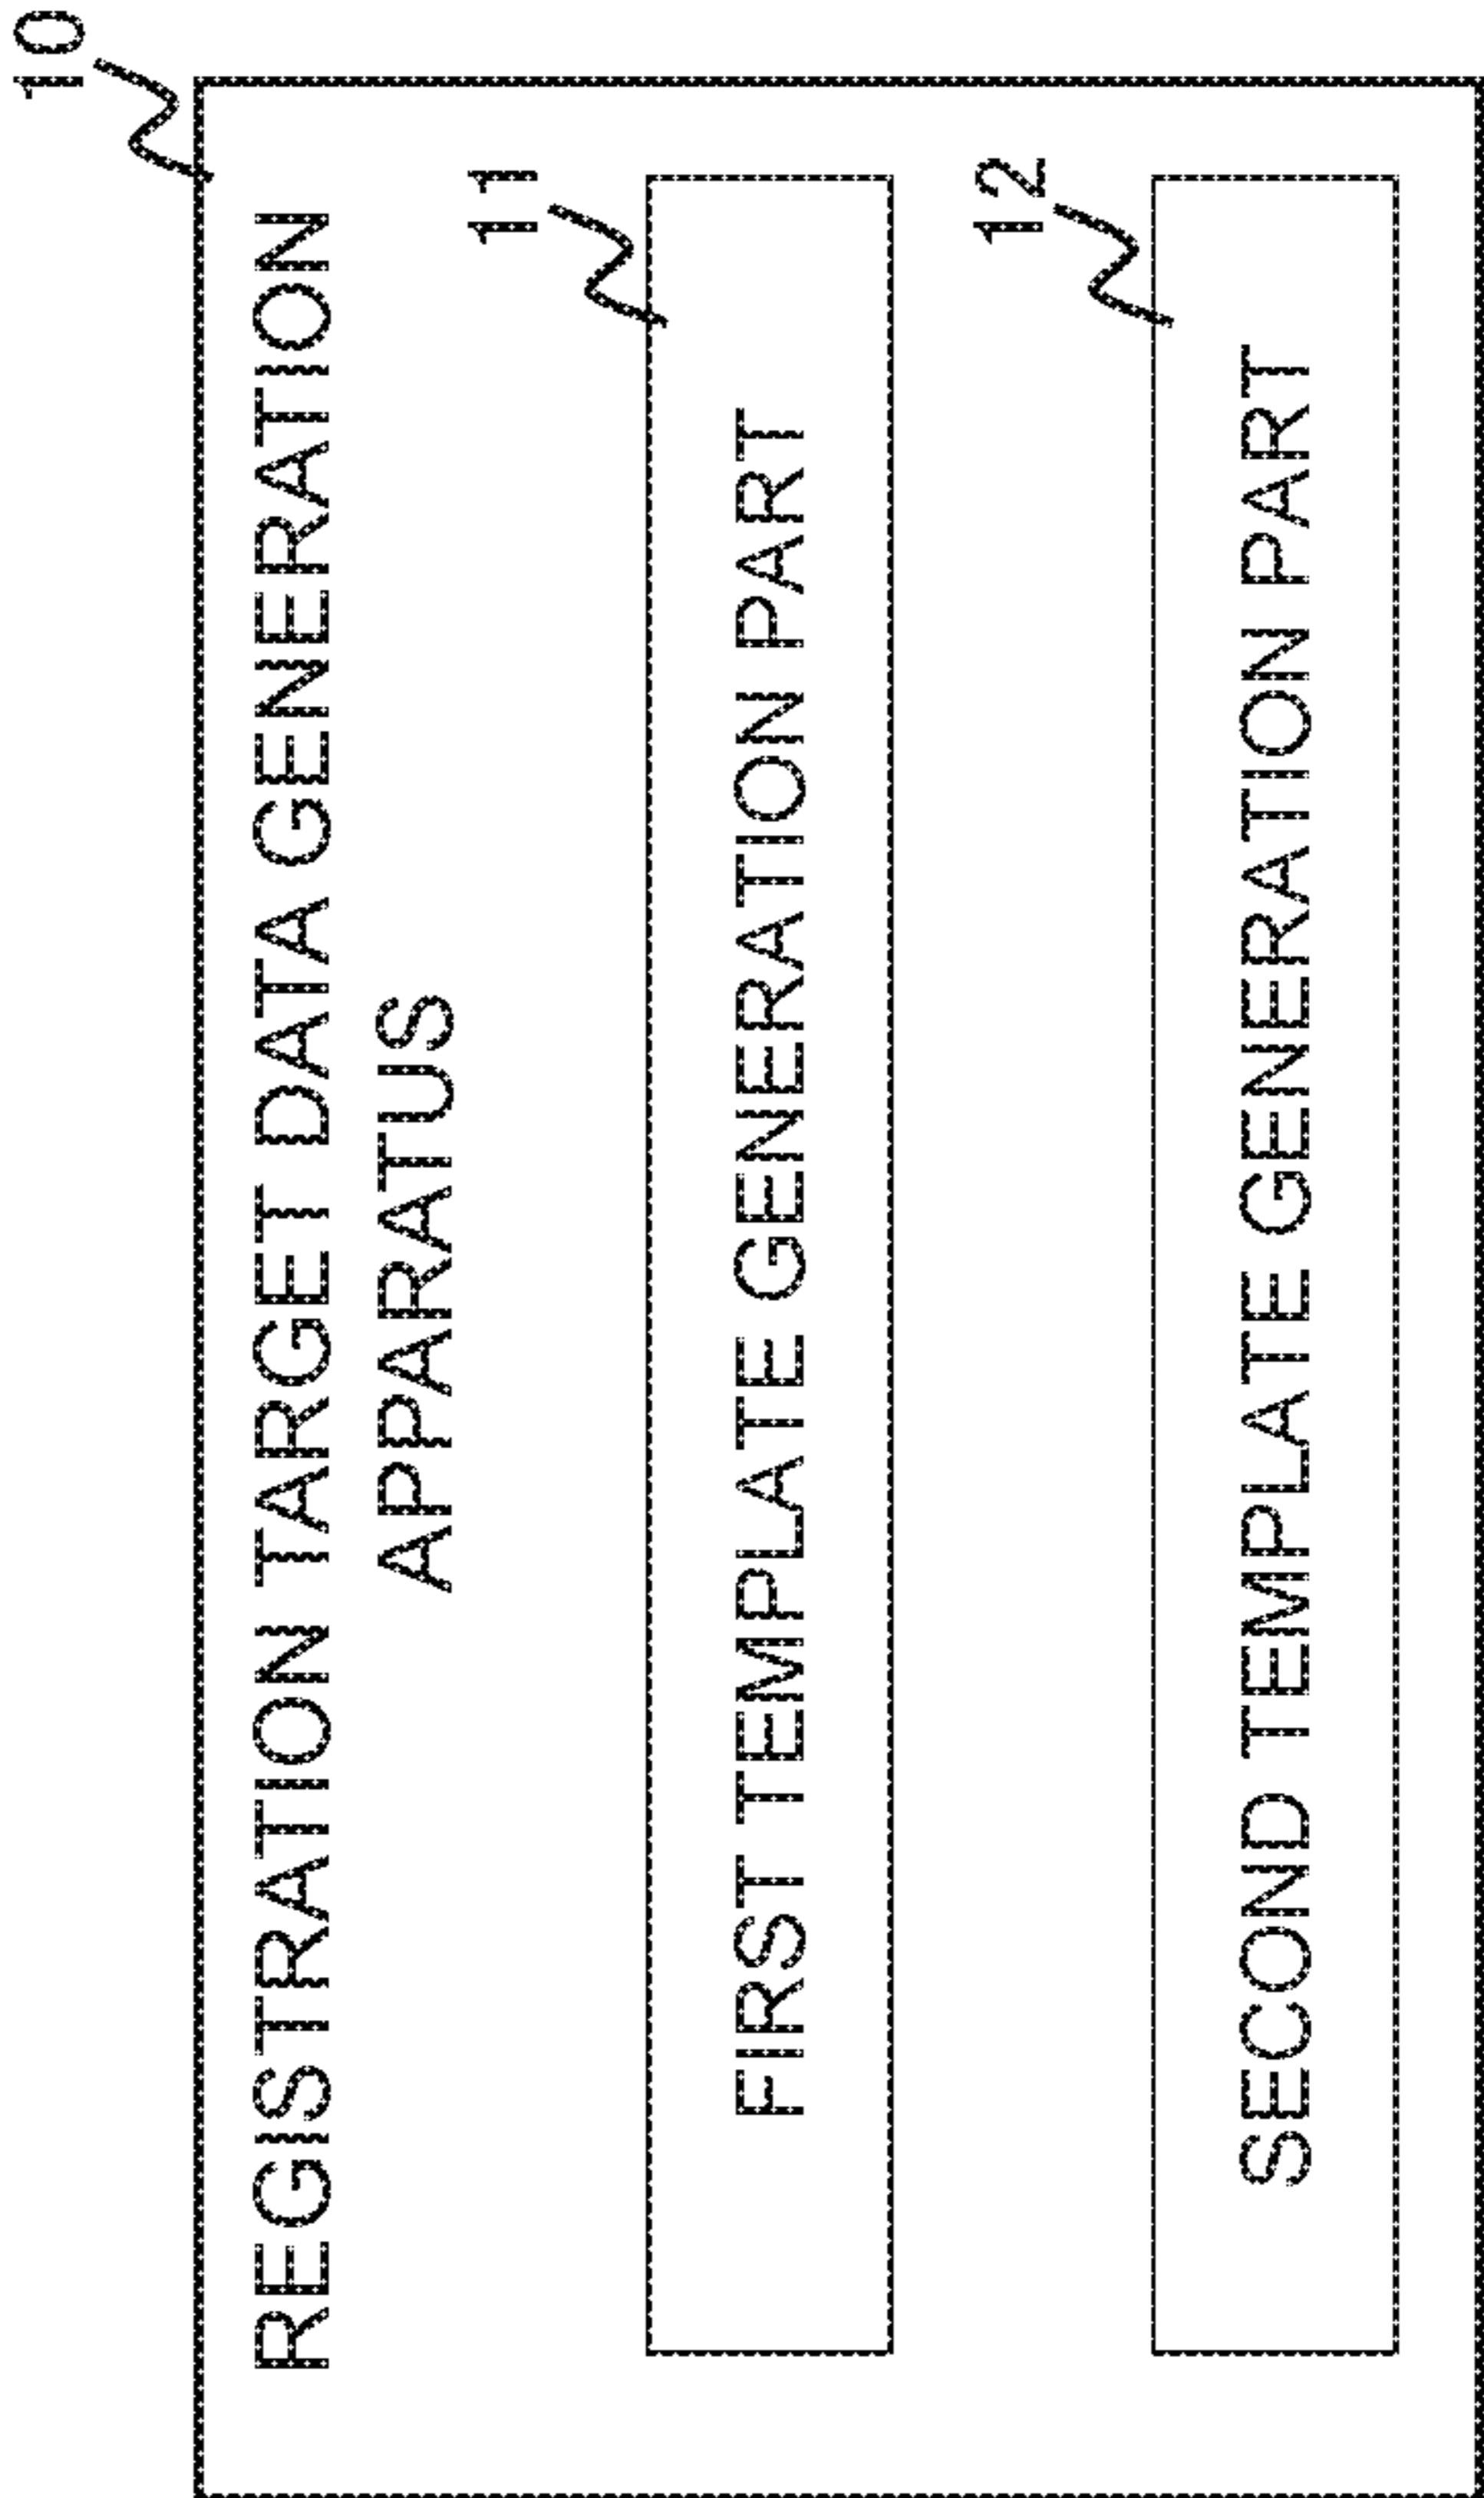 10
REGISTRATION TARGET DATA GENERATION
APPARATUS
11
FIRST TEMPLATE GENERATION PART
12
SECOND TEMPLATE GENERATION PART